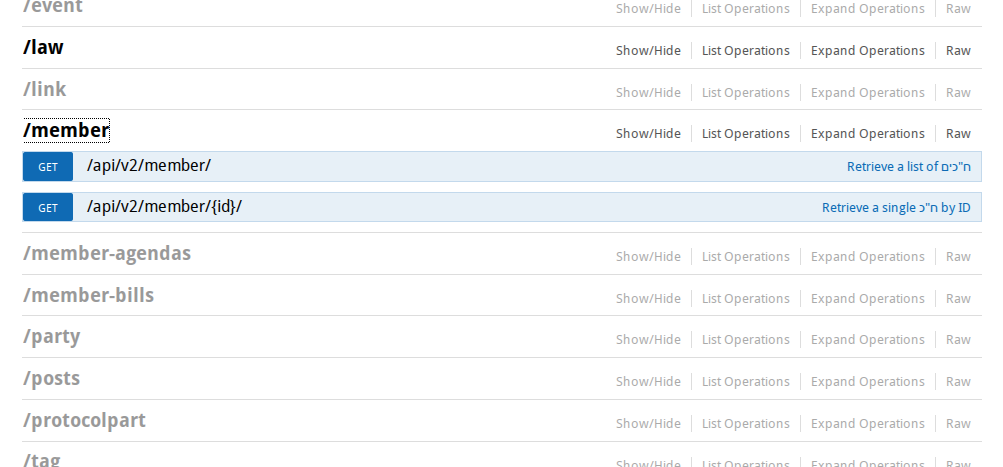 /event Show/Hide List Operations Expand Operations Raw
/law Show/Hide List Operations Expand Operations Raw
/link Show/Hide List Operations Expand Operations Raw
/member Show/Hide List Operations Expand Operations Raw
GET /api/v2/member/ Retrieve a list of ח"כים
GET /api/v2/member/{id}/ Retrieve a single ח"כ by ID
/member-agendas Show/Hide List Operations Expand Operations Raw
/member-bills Show/Hide List Operations Expand Operations Raw
/party Show/Hide List Operations Expand Operations Raw
/posts Show/Hide List Operations Expand Operations Raw
/protocolpart Show/Hide List Operations Expand Operations Raw
/tag Show/Hide List Operations Expand Operations Raw